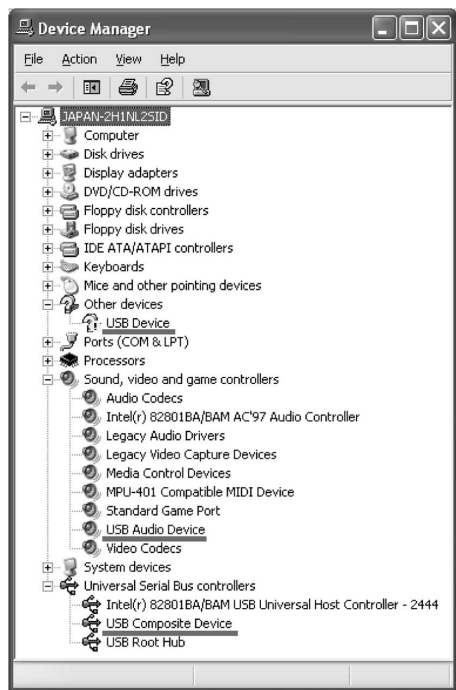 Device Manager
File Action View Help
JAPAN-2H1NL2SID
Computer
Disk drives
Display adapters
DVD/CD-ROM drives
Floppy disk controllers
Floppy disk drives
IDE ATA/ATAPI controllers
Keyboards
Mice and other pointing devices
Other devices
USB Device
Ports (COM & LPT)
Processors
Sound, video and game controllers
Audio Codecs
Intel(r) 82801BA/BAM AC'97 Audio Controller
Legacy Audio Drivers
Legacy Video Capture Devices
Media Control Devices
MPU-401 Compatible MIDI Device
Standard Game Port
USB Audio Device
Video Codecs
System devices
Universal Serial Bus controllers
Intel(r) 82801BA/BAM USB Universal Host Controller - 2444
USB Composite Device
USB Root Hub